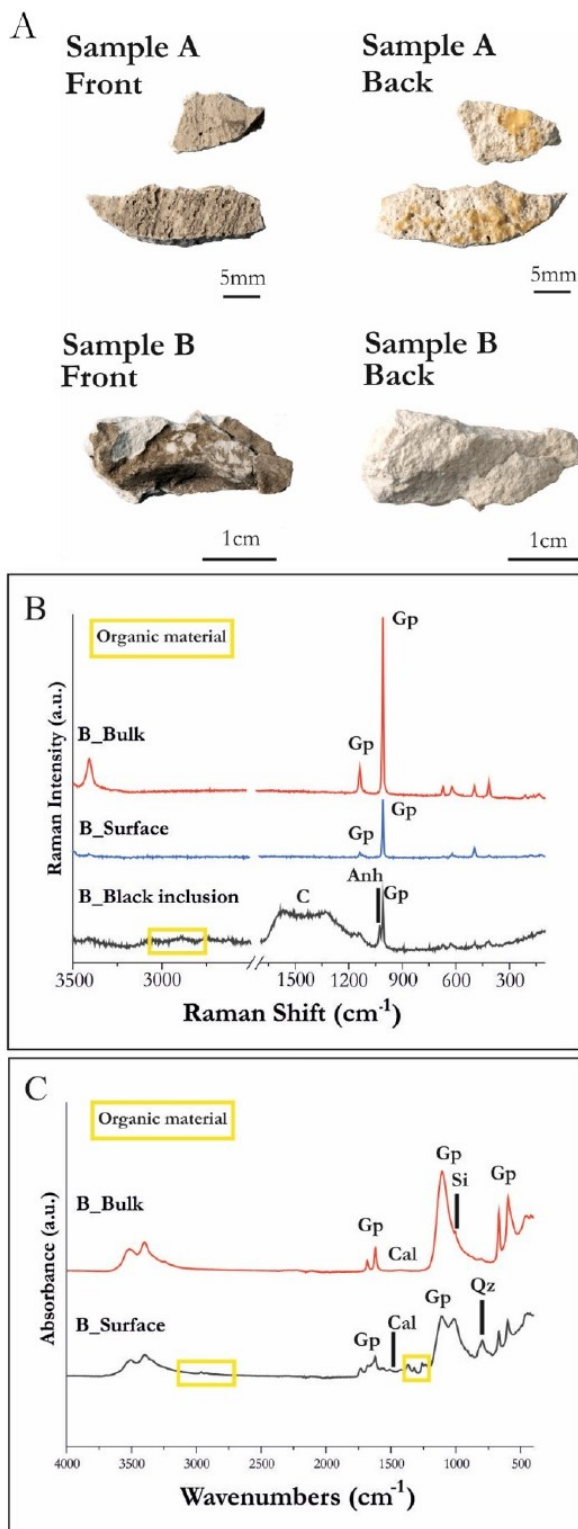 A
Sample A
Front
Sample A
Back
5mm
5mm
Sample B
Front
Sample B
Back
1cm
1cm
B
Organic material
Gp
B_Bulk
Gp
Gp
B_Surface
Gp
Anh
Gp
B_Black inclusion
C
Raman Intensity (a.u.)
3500 3000 1500 1200 900 600 300
Raman Shift (cm-1)
C
Organic material
Gp
Si
Gp
B_Bulk
Gp
Cal
Qz
Gp
Cal
B_Surface
Gp
Absorbance (a.u.)
4000 3500 3000 2500 2000 1500 1000 500
Wavenumbers (cm-1)